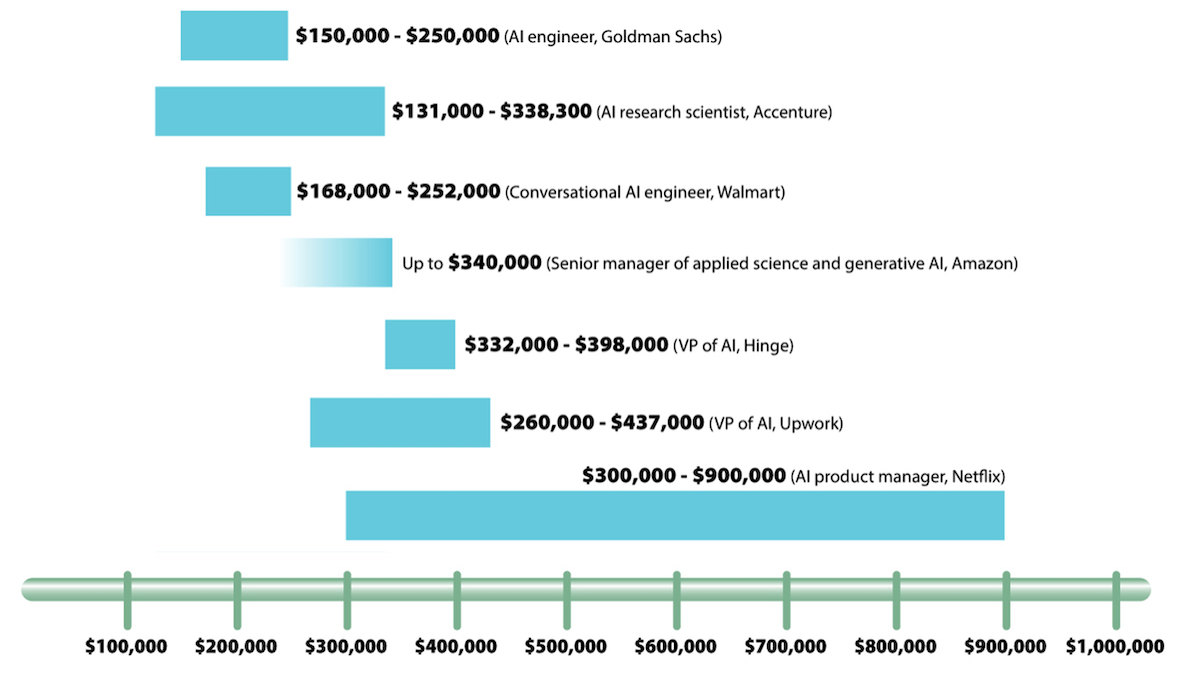 $150,000 - $250,000 (AI engineer, Goldman Sachs)
$131,000 - $338,300 (AI research scientist, Accenture)
$168,000 - $252,000 (Conversational AI engineer, Walmart)
Up to $340,000 (Senior manager of applied science and generative AI, Amazon)
$332,000 - $398,000 (VP of AI, Hinge)
$260,000 - $437,000 (VP of AI, Upwork)
$300,000 - $900,000 (AI product manager, Netflix)
$100,000 $200,000 $300,000 $400,000 $500,000 $600,000 $700,000 $800,000 $900,000 $1,000,000